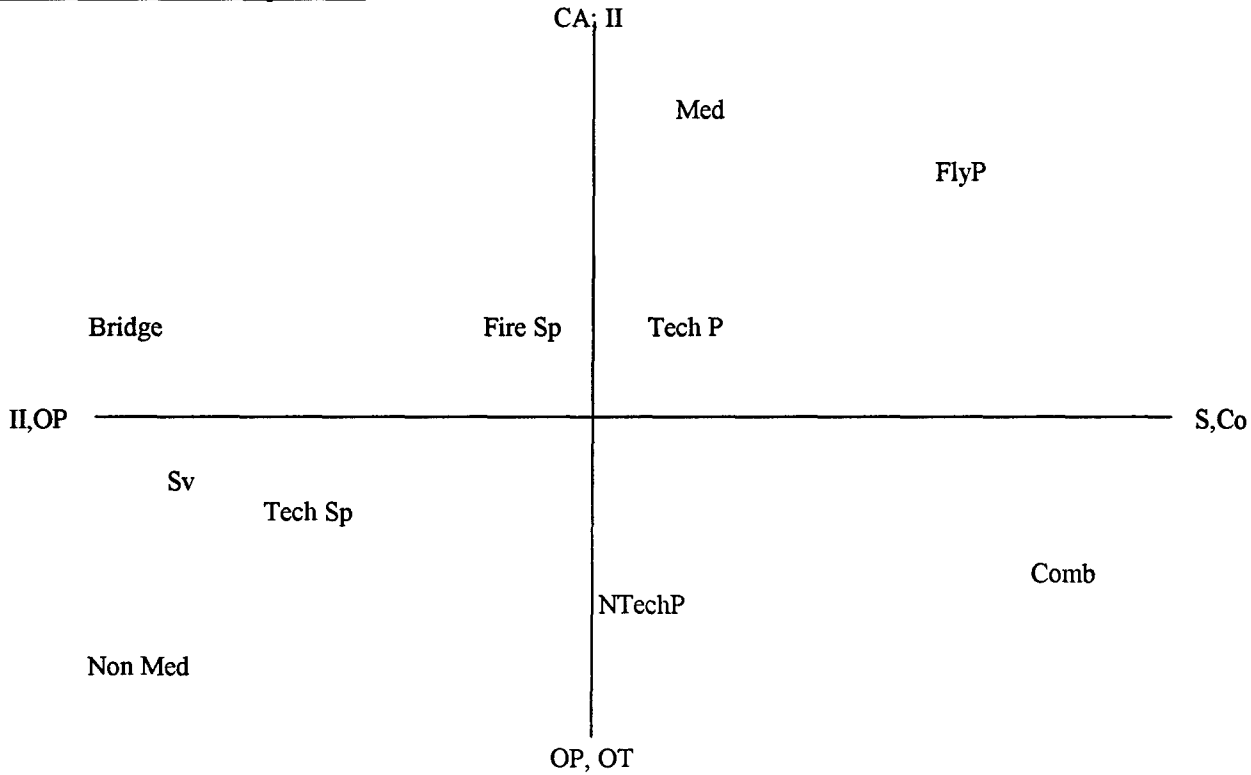 CA; II
Med
FlyP
Bridge
Fire Sp
Tech P
II,OP
S,Co
Sv
Tech Sp
Comb
NTechP
Non Med
OP, OT